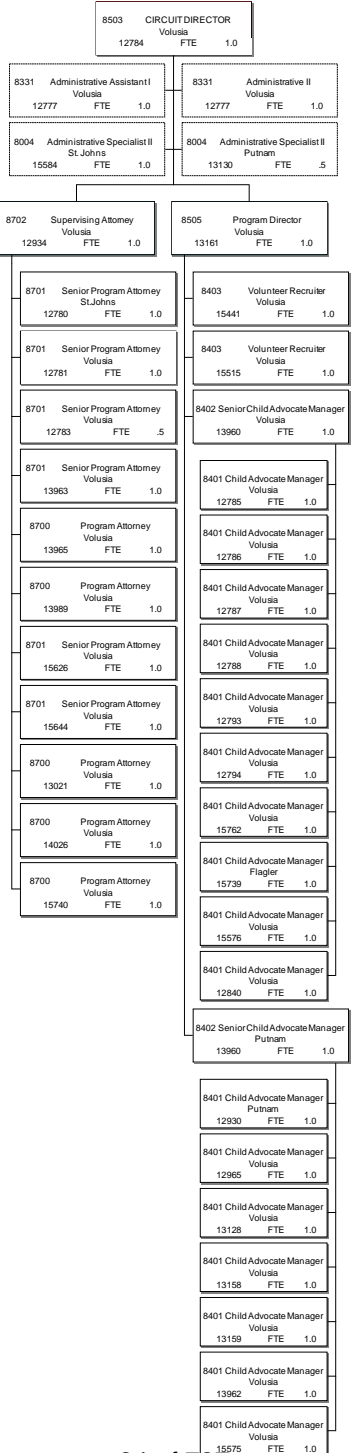 8503 CIRCUIT DIRECTOR
Volusia
12784 FTE 1.0
8331 Administrative Assistant I
Volusia
12777 FTE 1.0
8331 Administrative II
Volusia
12777 FTE 1.0
8004 Administrative Specialist II
St. Johns
15584 FTE 1.0
8004 Administrative Specialist II
Putnam
13130 FTE .5
8702 Supervising Attorney
Volusia
12934 FTE 1.0
8505 Program Director
Volusia
13161 FTE 1.0
8701 Senior Program Attorney
St.Johns
12780 FTE 1.0
8701 Senior Program Attorney
Volusia
12781 FTE 1.0
8701 Senior Program Attorney
Volusia
12783 FTE .5
8701 Senior Program Attorney
Volusia
13963 FTE 1.0
8700 Program Attorney
Volusia
13965 FTE 1.0
8700 Program Attorney
Volusia
13989 FTE 1.0
8701 Senior Program Attorney
Volusia
15626 FTE 1.0
8701 Senior Program Attorney
Volusia
15644 FTE 1.0
8700 Program Attorney
Volusia
13021 FTE 1.0
8700 Program Attorney
Volusia
14026 FTE 1.0
8700 Program Attorney
Volusia
15740 FTE 1.0
8403 Volunteer Recruiter
Volusia
15441 FTE 1.0
8403 Volunteer Recruiter
Volusia
15515 FTE 1.0
8402 Senior Child Advocate Manager
Volusia
13960 FTE 1.0
8401 Child Advocate Manager
Volusia
12785 FTE 1.0
8401 Child Advocate Manager
Volusia
12786 FTE 1.0
8401 Child Advocate Manager
Volusia
12787 FTE 1.0
8401 Child Advocate Manager
Volusia
12788 FTE 1.0
8401 Child Advocate Manager
Volusia
12793 FTE 1.0
8401 Child Advocate Manager
Volusia
12794 FTE 1.0
8401 Child Advocate Manager
Volusia
15762 FTE 1.0
8401 Child Advocate Manager
Flagler
15739 FTE 1.0
8401 Child Advocate Manager
Volusia
15576 FTE 1.0
8401 Child Advocate Manager
Volusia
12840 FTE 1.0
8402 Senior Child Advocate Manager
Putnam
13960 FTE 1.0
8401 Child Advocate Manager
Putnam
12930 FTE 1.0
8401 Child Advocate Manager
Volusia
12965 FTE 1.0
8401 Child Advocate Manager
Volusia
13128 FTE 1.0
8401 Child Advocate Manager
Volusia
13158 FTE 1.0
8401 Child Advocate Manager
Volusia
13159 FTE 1.0
8401 Child Advocate Manager
Volusia
13962 FTE 1.0
8401 Child Advocate Manager
Volusia
15575 FTE 1.0